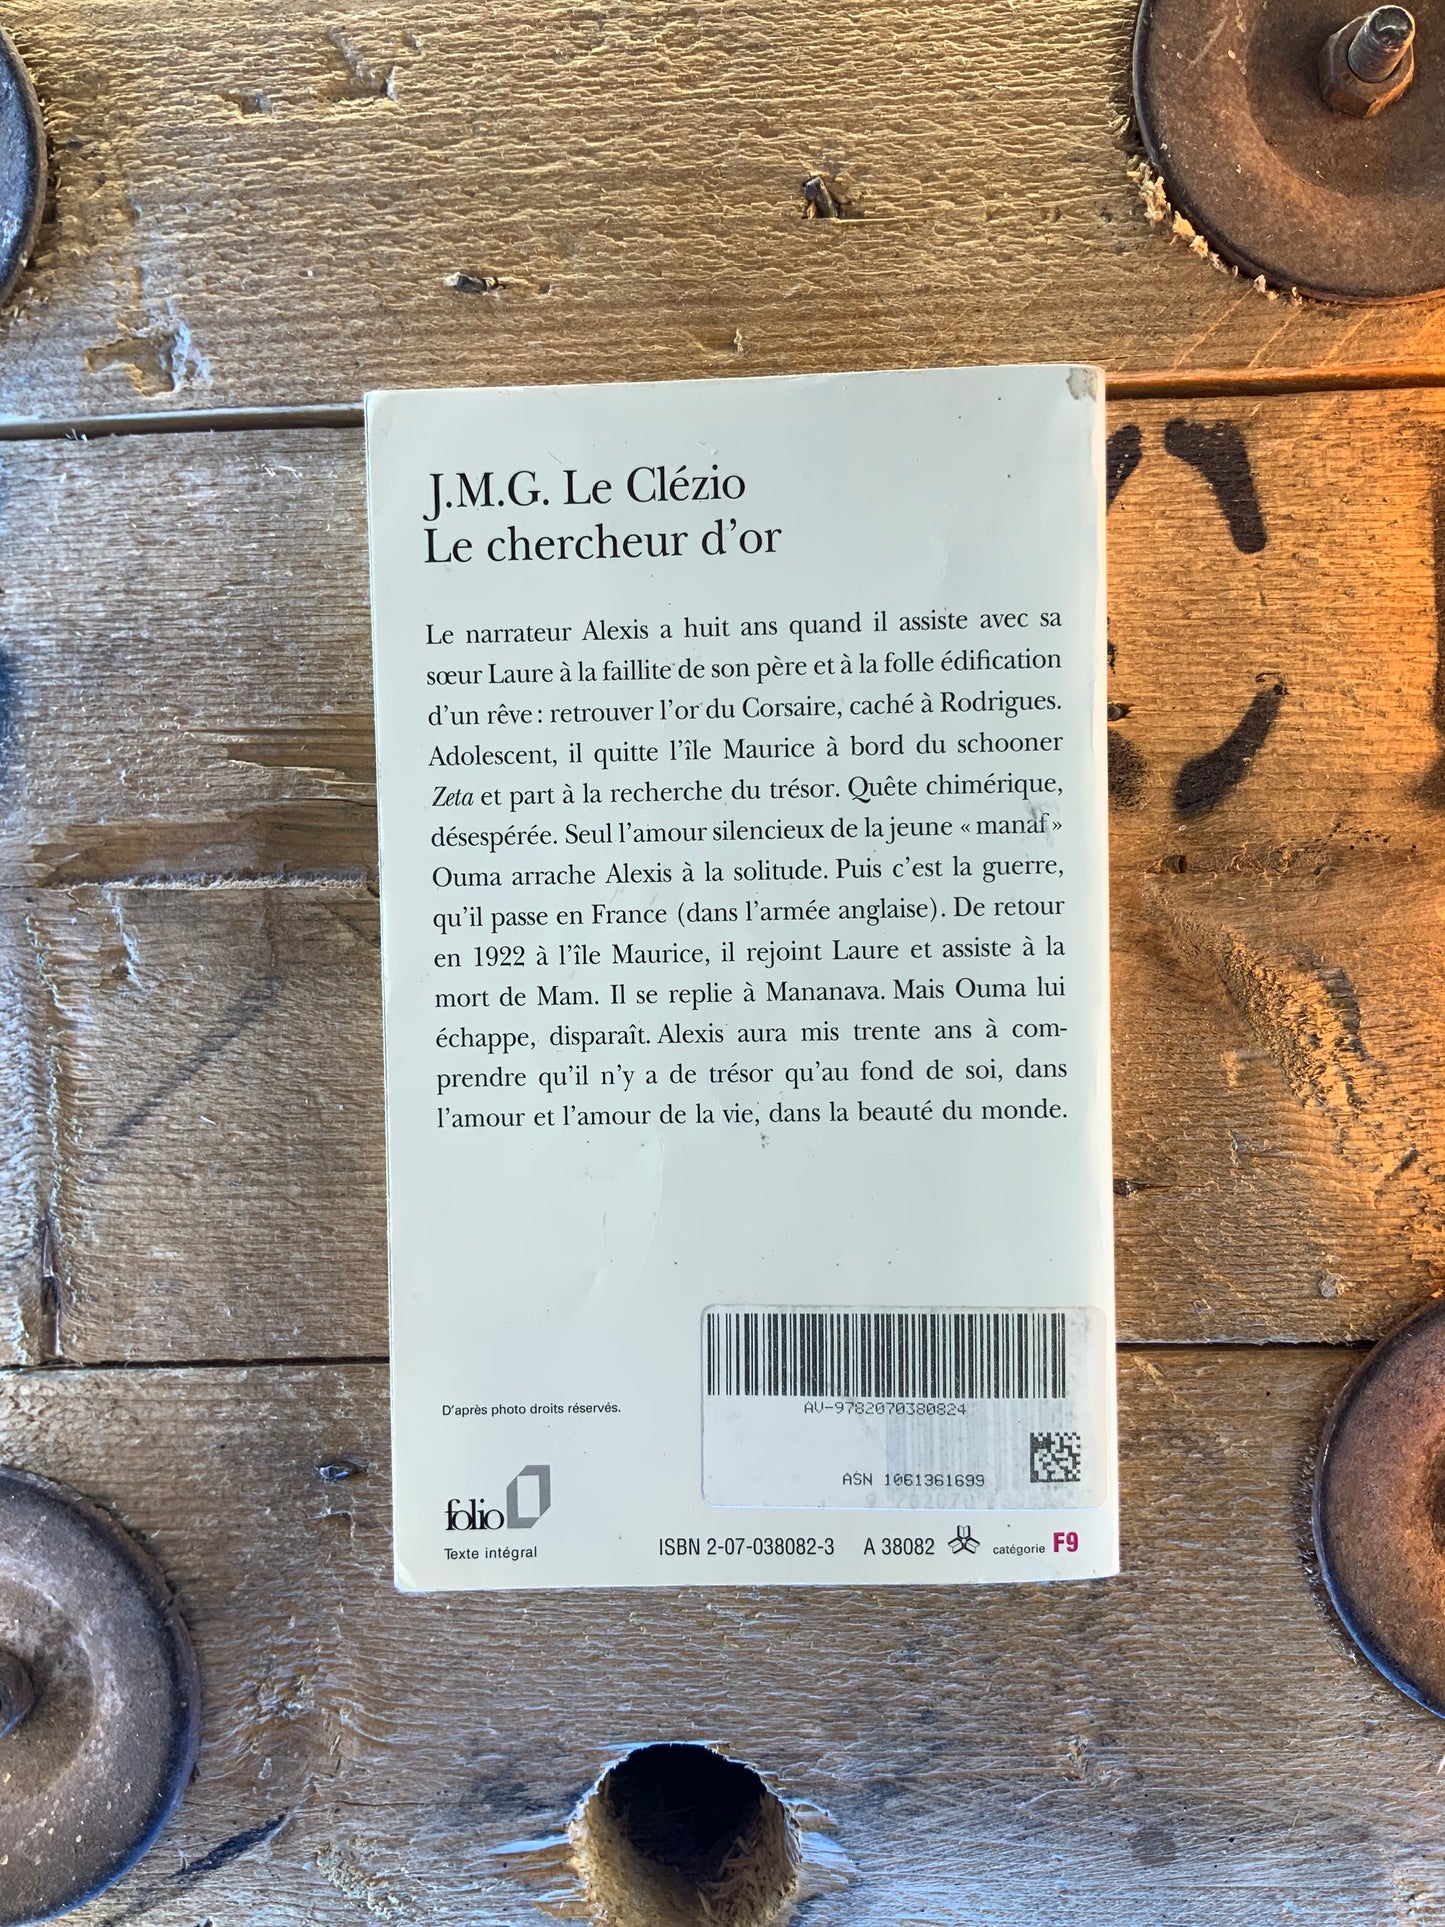 J.M.G. Le Clézio
Le chercheur d'or
Le narrateur Alexis a huit ans quand il assiste avec sa
sœur Laure à la faillite de son père et à la folle édification
d'un rêve : retrouver l'or du Corsaire, caché à Rodrigues.
Adolescent, il quitte l'île Maurice à bord du schooner
Zeta et part à la recherche du trésor. Quête chimérique,
désespérée. Seul l'amour silencieux de la jeune « manaf »
Ouma arrache Alexis à la solitude. Puis c'est la guerre,
qu'il passe en France (dans l'armée anglaise). De retour
en 1922 à l'île Maurice, il rejoint Laure et assiste à la
mort de Mam. Il se replie à Mananava. Mais Ouma lui
échappe, disparaît. Alexis aura mis trente ans à com-
prendre qu'il n'y a de trésor qu'au fond de soi, dans
l'amour et l'amour de la vie, dans la beauté du monde.
AV-9782070380824
D'après photo droits réservés.
ASN 1061361699
folio
Texte intégral
ISBN 2-07-038082-3 A 38082 catégorie F9